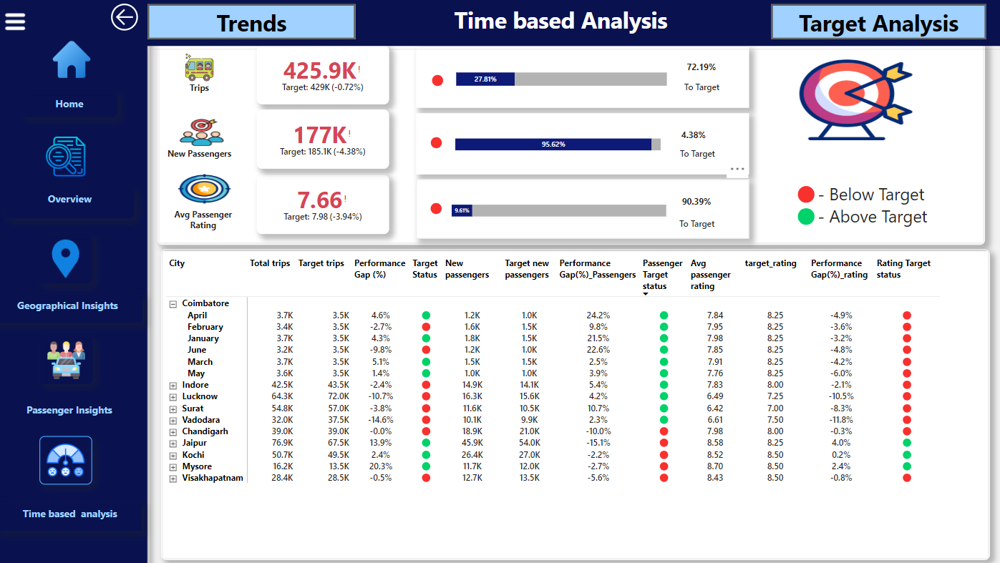 Trends
Time based Analysis
Target Analysis
Home
Overview
Geographical Insights
Passenger Insights
Time based  analysis
Trips
425.9K!
Target: 429K (-0.72%)
27.81%
72.19%
To Target
New Passengers
177K!
Target: 185.1K (-4.38%)
95.62%
4.38%
To Target
Avg Passenger
Rating
7.66!
Target: 7.98 (-3.94%)
9.61%
90.39%
To Target
- Below Target
- Above Target
City Total trips Target trips Performance Gap (%) Target Status New passengers Target new passengers Performance Gap(%)_Passengers Passenger Target status Avg passenger rating target_rating Performance Gap(%)_rating Rating Target status
Coimbatore
April 3.7K 3.5K 4.6% 1.2K 1.0K 24.2% 7.84 8.25 -4.9%
February 3.4K 3.5K -2.7% 1.6K 1.5K 9.8% 7.95 8.25 -3.6%
January 3.7K 3.5K 4.3% 1.8K 1.5K 21.5% 7.98 8.25 -3.2%
June 3.2K 3.5K -9.8% 1.2K 1.0K 22.6% 7.85 8.25 -4.8%
March 3.7K 3.5K 5.1% 1.5K 1.5K 2.5% 7.91 8.25 -4.2%
May 3.6K 3.5K 1.4% 1.0K 1.0K 3.9% 7.76 8.25 -6.0%
Indore 42.5K 43.5K -2.4% 14.9K 14.1K 5.4% 7.83 8.00 -2.1%
Lucknow 64.3K 72.0K -10.7% 16.3K 15.6K 4.2% 6.49 7.25 -10.5%
Surat 54.8K 57.0K -3.8% 11.6K 10.5K 10.7% 6.42 7.00 -8.3%
Vadodara 32.0K 37.5K -14.6% 10.1K 9.9K 2.3% 6.61 7.50 -11.8%
Chandigarh 39.0K 39.0K -0.0% 18.9K 21.0K -10.0% 7.98 8.00 -0.3%
Jaipur 76.9K 67.5K 13.9% 45.9K 54.0K -15.1% 8.58 8.25 4.0%
Kochi 50.7K 49.5K 2.4% 26.4K 27.0K -2.2% 8.52 8.50 0.2%
Mysore 16.2K 13.5K 20.3% 11.7K 12.0K -2.7% 8.70 8.50 2.4%
Visakhapatnam 28.4K 28.5K -0.5% 12.7K 13.5K -5.6% 8.43 8.50 -0.8%